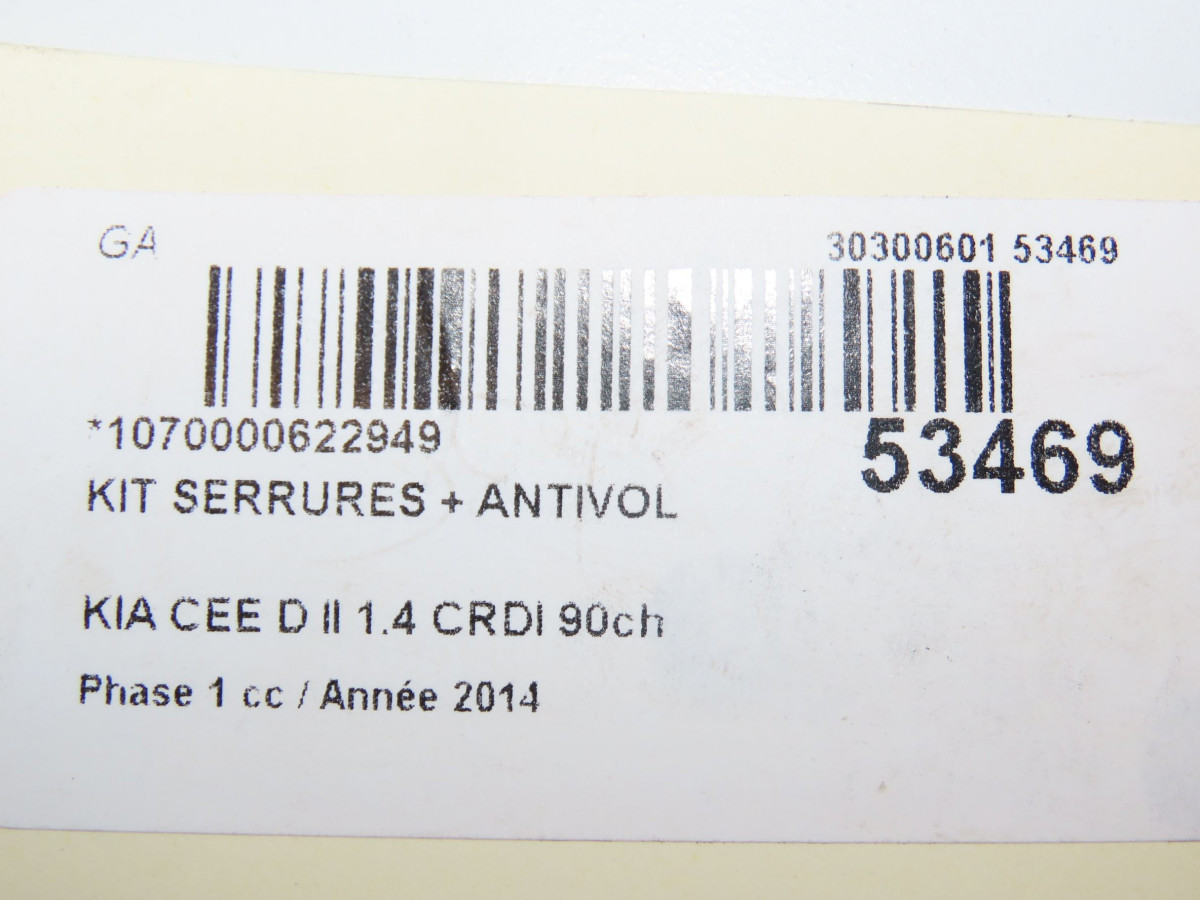 GA
30300601 53469
*1070000622949
53469
KIT SERRURES + ANTIVOL
KIA CEE D II 1.4 CRDI 90ch
Phase 1 cc / Année 2014